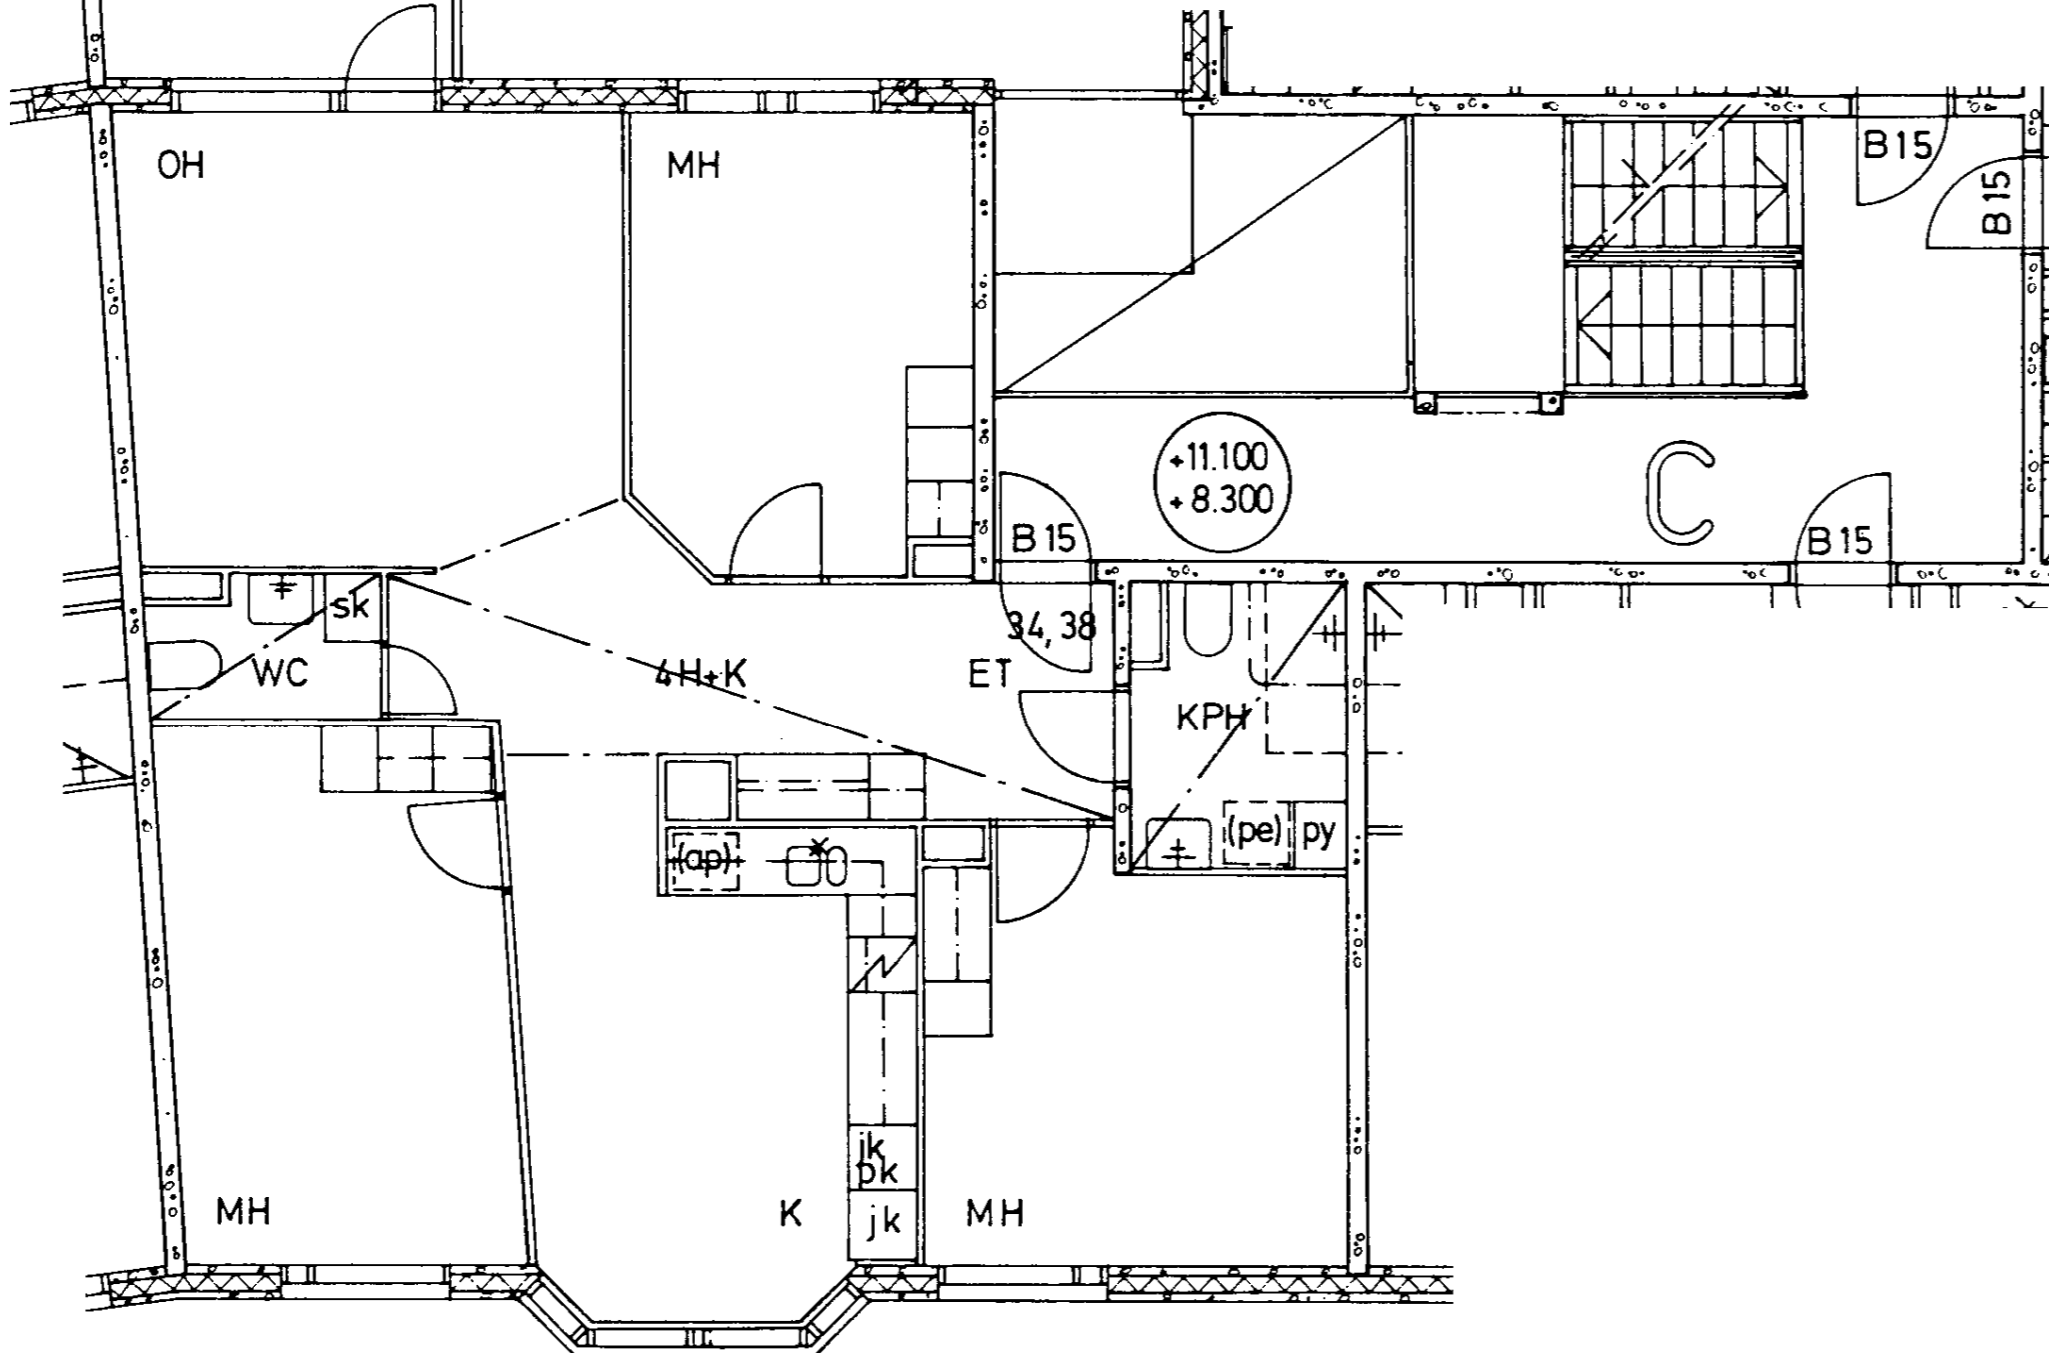 OH
MH
B15
B15
+11.100
+8.300
C
B15
B15
sk
34, 38
WC
4H+K
ET
KPH
(pe)
py
(ap)
jk
pk
jk
MH
K
MH